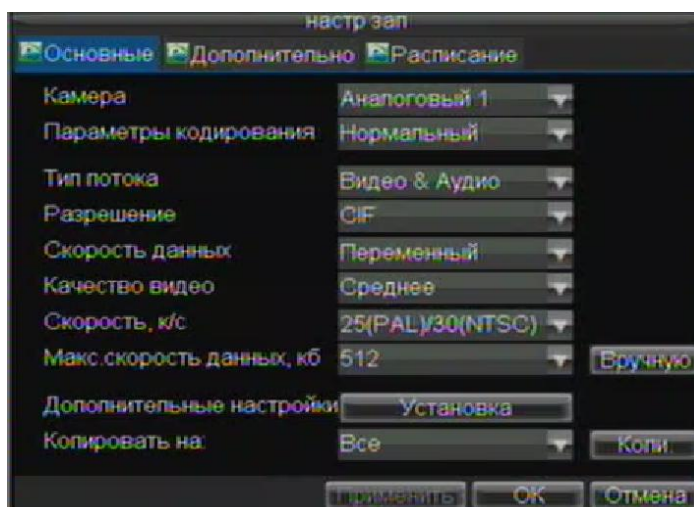 настр зап
Основные Дополнительно Расписание
Камера Аналоговый 1
Параметры кодирования Нормальный
Тип потока Видео & Аудио
Разрешение CIF
Скорость данных Переменный
Качество видео Среднее
Скорость, к/с 25(PAL)/30(NTSC)
Макс.скорость данных, кб 512 Вручную
Дополнительные настройки Установка
Копировать на: Все Копи.
Применить ОК Отмена